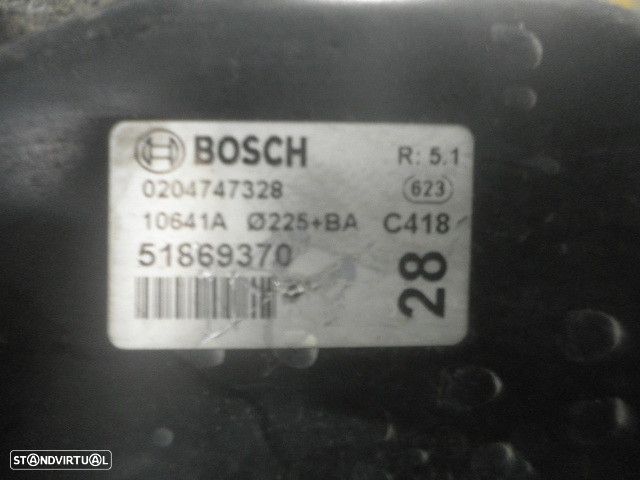 BOSCH R: 5.1
0204747328 623
10641A Ø225+BA C418
51869370
28
STANDVIRTUAL